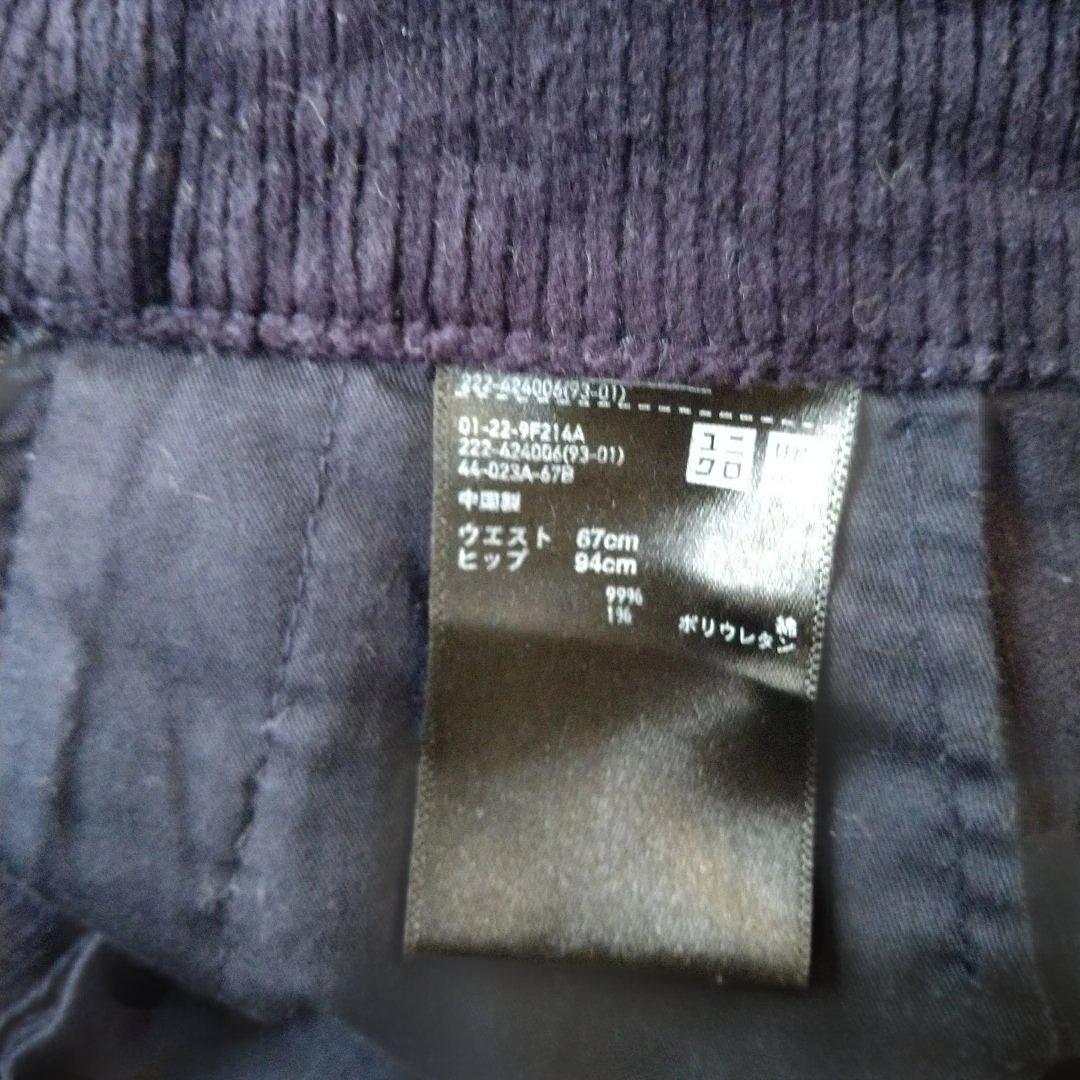 222-424006(93-01)
01-22-9F214A
222-424006(93-01)
44-023A-67B
ユニ
クロ
中国製
ウエスト 67cm
ヒップ 94cm
99% 綿
1% ポリウレタン